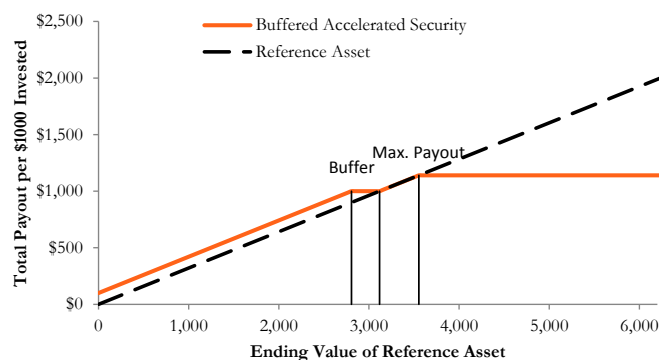 $2,500
Buffered Accelerated Security
Reference Asset
$2,000
$1,500
Max. Payout
Buffer
$1,000
$500
$0
0 1,000 2,000 3,000 4,000 5,000 6,000
Total Payout per $1000 Invested
Ending Value of Reference Asset